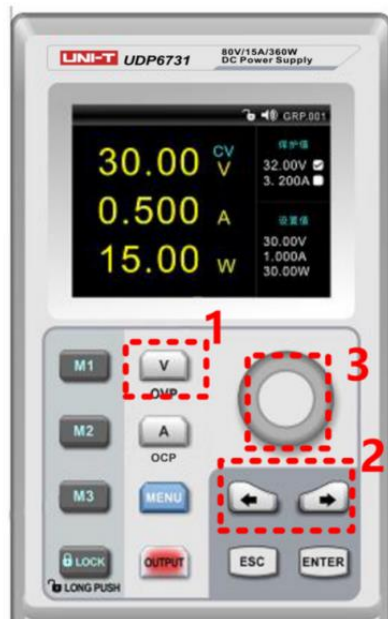 UNI-T UDP6731 80V/15A/360W
DC Power Supply
GRP.001
30.00 CV V
0.500 A
15.00 W
保护值
32.00V
3.200A
设置值
30.00V
1.000A
30.00W
1
M1 V
OVP
3
M2 A
OCP
2
M3 MENU
LOCK OUTPUT ESC ENTER
LONG PUSH